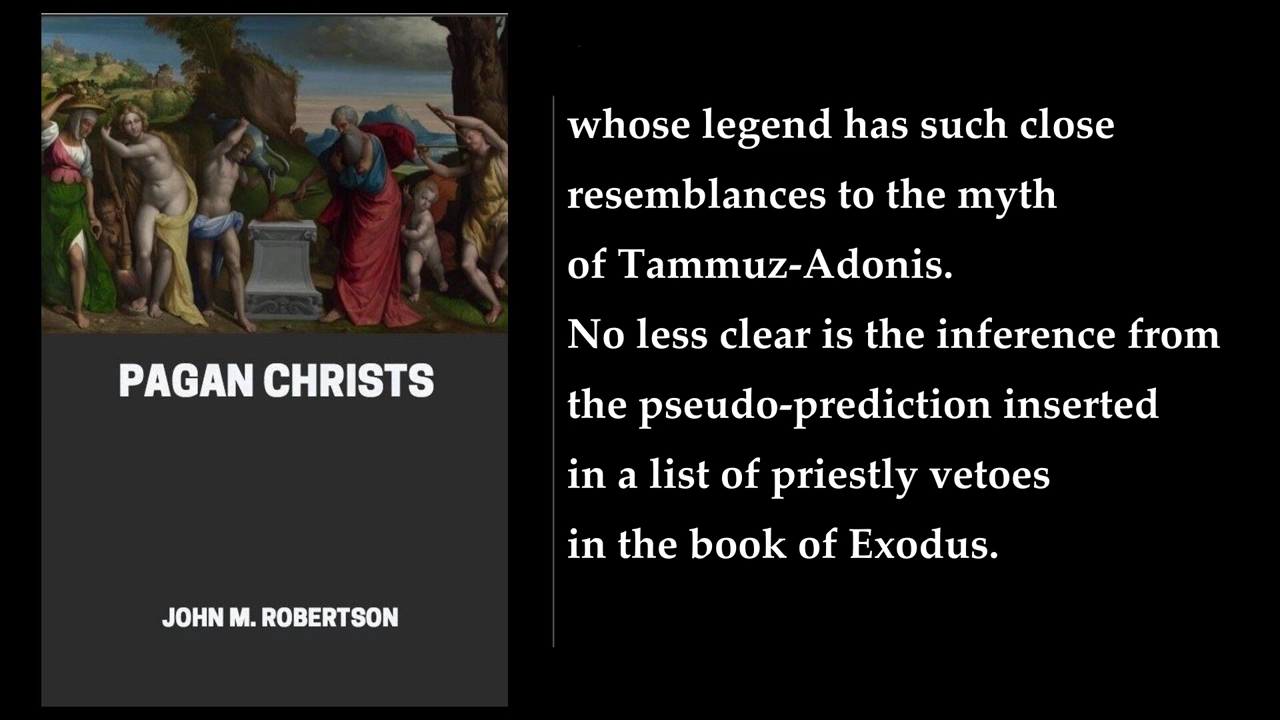 PAGAN CHRISTS
JOHN M. ROBERTSON
whose legend has such close
resemblances to the myth
of Tammuz-Adonis.
No less clear is the inference from
the pseudo-prediction inserted
in a list of priestly vetoes
in the book of Exodus.